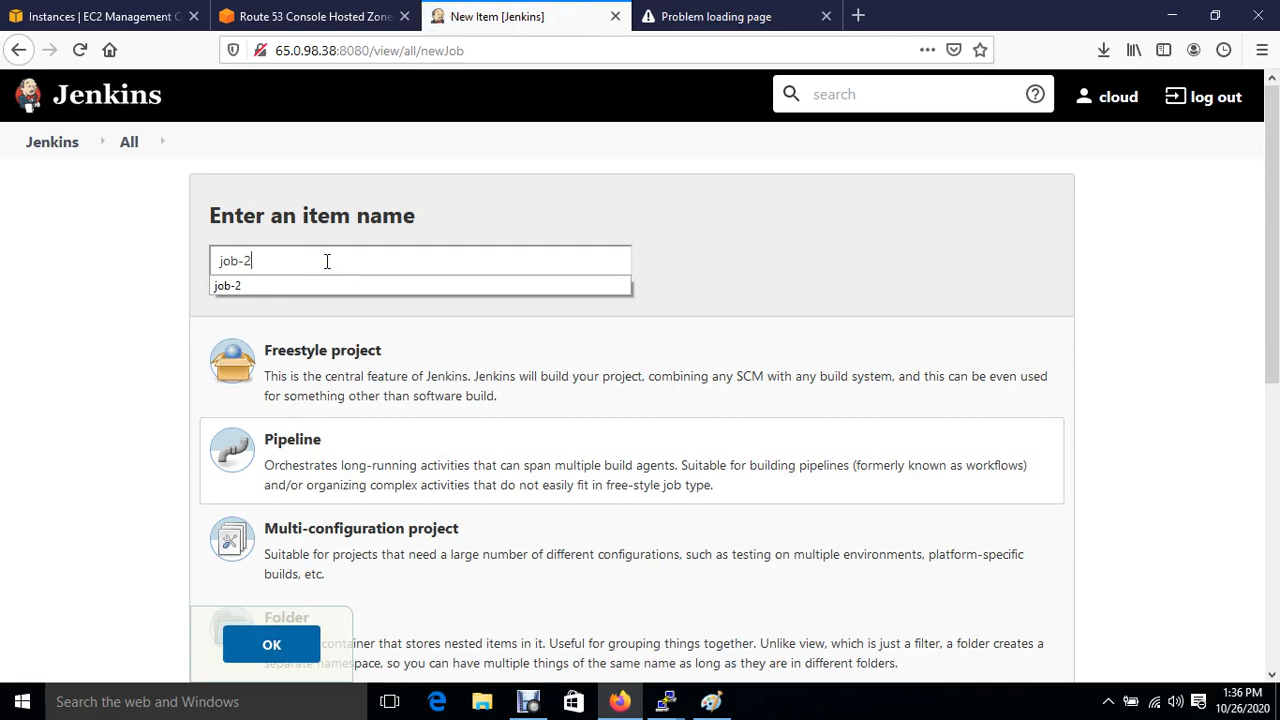 Instances | EC2 Management C
Route 53 Console Hosted Zone
New Item [Jenkins]
Problem loading page
65.0.98.38:8080/view/all/newJob
Jenkins
search
cloud
log out
Jenkins
All
Enter an item name
job-2
job-2
Freestyle project
This is the central feature of Jenkins. Jenkins will build your project, combining any SCM with any build system, and this can be even used
for something other than software build.
Pipeline
Orchestrates long-running activities that can span multiple build agents. Suitable for building pipelines (formerly known as workflows)
and/or organizing complex activities that do not easily fit in free-style job type.
Multi-configuration project
Suitable for projects that need a large number of different configurations, such as testing on multiple environments, platform-specific
builds, etc.
Folder
container that stores nested items in it. Useful for grouping things together. Unlike view, which is just a filter, a folder creates a
separate namespace, so you can have multiple things of the same name as long as they are in different folders.
OK
Search the web and Windows
1:36 PM
10/26/2020